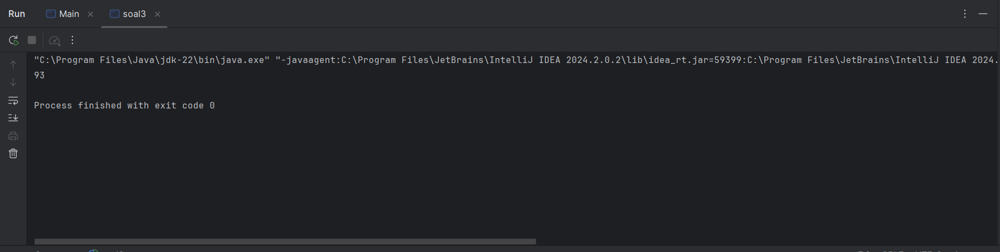 Run Main soal3
"C:\Program Files\Java\jdk-22\bin\java.exe" "-javaagent:C:\Program Files\JetBrains\IntelliJ IDEA 2024.2.0.2\lib\idea_rt.jar=59399:C:\Program Files\JetBrains\IntelliJ IDEA 2024.
93
Process finished with exit code 0